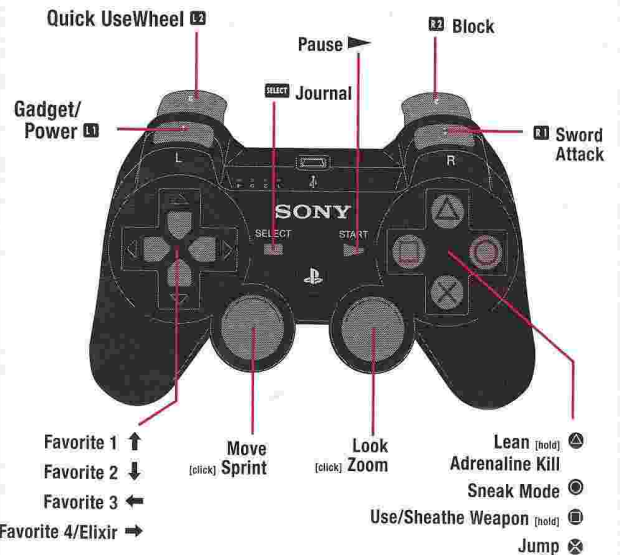 Quick UseWheel L2
R2 Block
Pause
SELECT Journal
Gadget/
Power L1
R1 Sword
Attack
L
R
SONY
SELECT
START
Favorite 1
Favorite 2
Favorite 3
Favorite 4/Elixir
Move
[click] Sprint
Look
[click] Zoom
Lean [hold]
Adrenaline Kill
Sneak Mode
Use/Sheathe Weapon [hold]
Jump